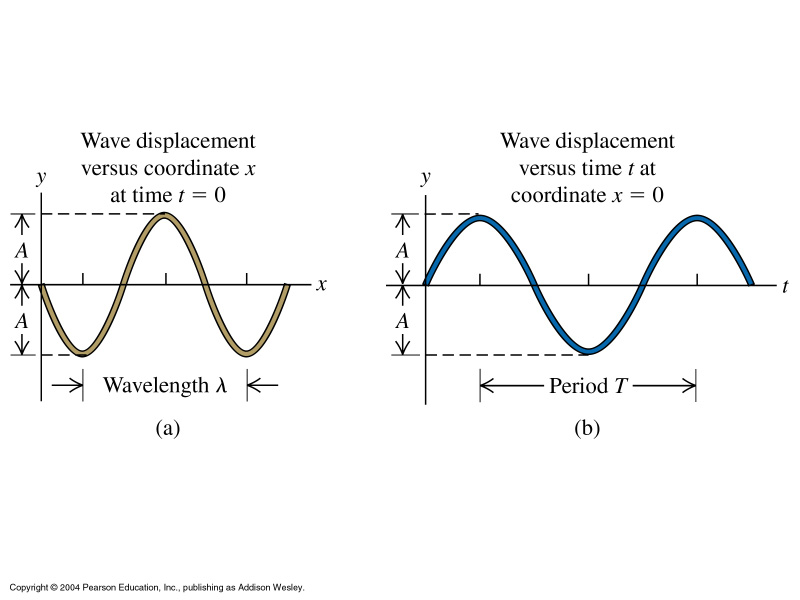 Wave displacement
versus coordinate x
at time t = 0
y
A
A
x
Wavelength λ
(a)
Wave displacement
versus time t at
coordinate x = 0
y
A
A
t
Period T
(b)
Copyright © 2004 Pearson Education, Inc., publishing as Addison Wesley.